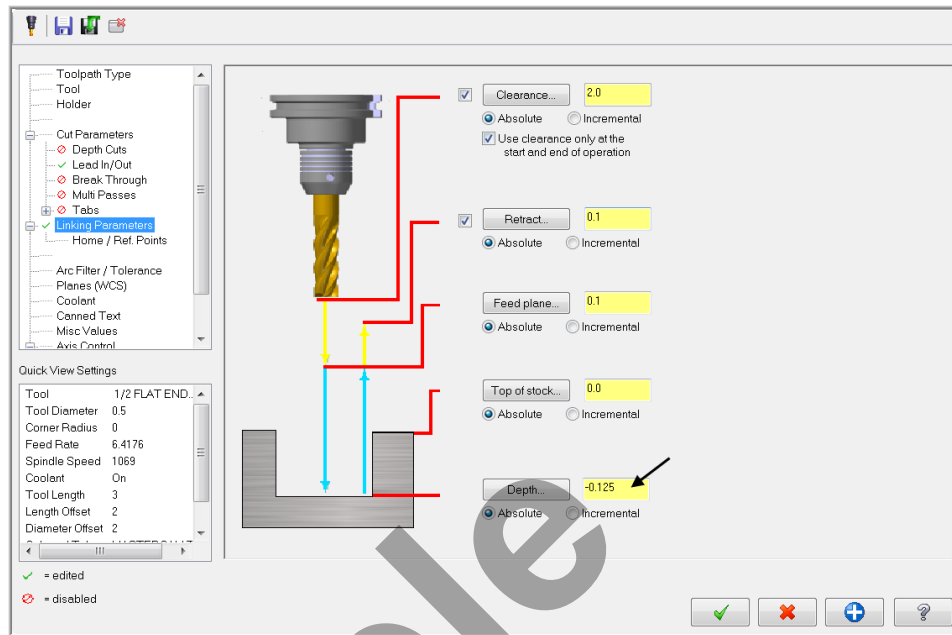 Toolpath Type
Tool
Holder
Cut Parameters
Depth Cuts
Lead In/Out
Break Through
Multi Passes
Tabs
Linking Parameters
Home / Ref. Points
Arc Filter / Tolerance
Planes (WCS)
Coolant
Canned Text
Misc Values
Axis Control
Quick View Settings
Tool 1/2 FLAT END..
Tool Diameter 0.5
Corner Radius 0
Feed Rate 6.4176
Spindle Speed 1069
Coolant On
Tool Length 3
Length Offset 2
Diameter Offset 2
= edited
= disabled
Clearance... 2.0
Absolute Incremental
Use clearance only at the
start and end of operation
Retract... 0.1
Absolute Incremental
Feed plane... 0.1
Absolute Incremental
Top of stock... 0.0
Absolute Incremental
Depth... -0.125
Absolute Incremental